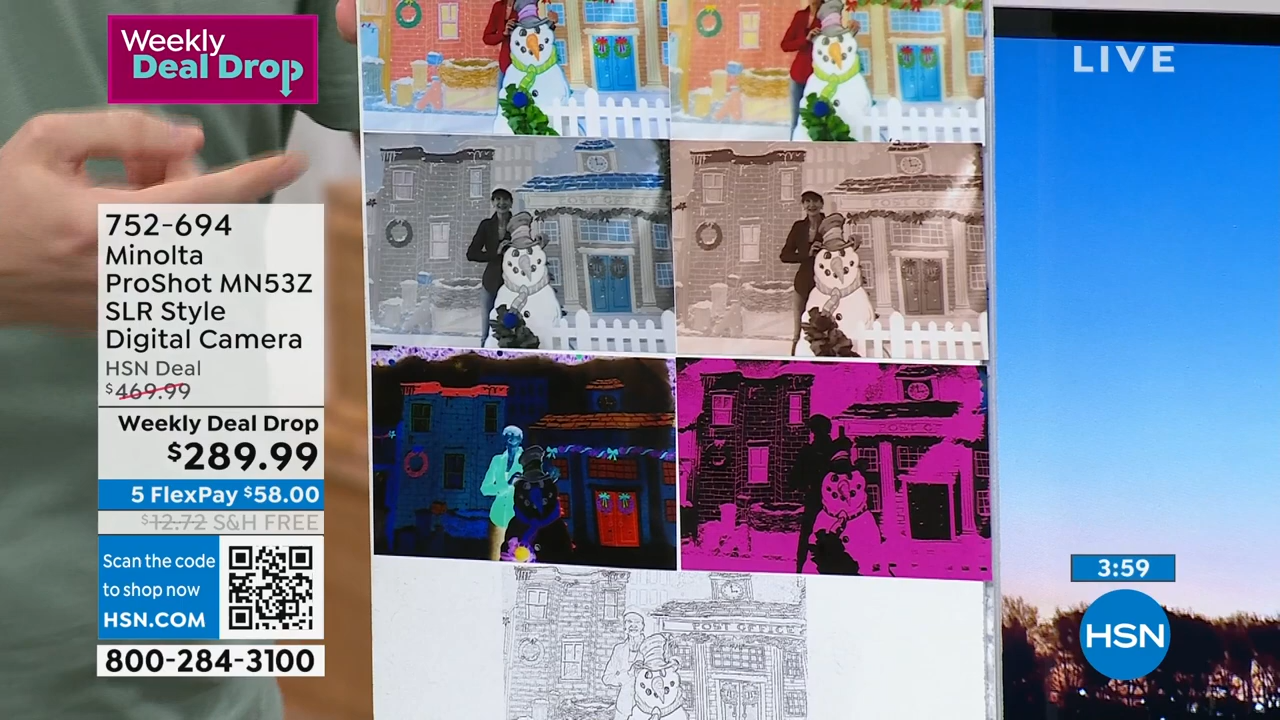 Weekly
Deal Drop
LIVE
752-694
Minolta
ProShot MN53Z
SLR Style
Digital Camera
HSN Deal
$469.99
Weekly Deal Drop
$289.99
5 FlexPay $58.00
$12.72 S&H FREE
Scan the code
to shop now
HSN.COM
800-284-3100
POST OFFICE
3:59
HSN